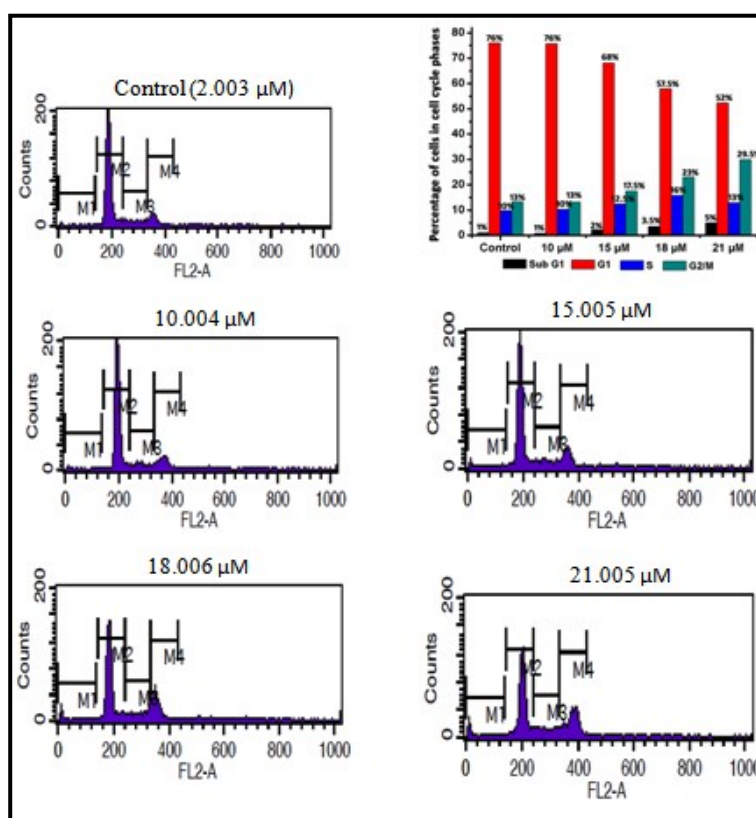 Control (2.003 µM)
200
Counts
0
M1
M2
M3
M4
0 200 400 600 800 1000
FL2-A
Percentage of cells in cell cycle phases
80
70
60
50
40
30
20
10
0
1% 76% 10% 13%
1% 76% 10% 13%
2% 68% 12.5% 17.5%
3.5% 57.5% 16% 23%
5% 52% 13% 29.5%
Control 10 µM 15 µM 18 µM 21 µM
Sub G1 G1 S G2/M
10.004 µM
200
Counts
0
M1
M2
M3
M4
0 200 400 600 800 1000
FL2-A
15.005 µM
200
Counts
0
M1
M2
M3
M4
0 200 400 600 800 1000
FL2-A
18.006 µM
200
Counts
0
M1
M2
M4
0 200 400 600 800 1000
FL2-A
21.005 µM
200
Counts
0
M1
M2
M3
M4
0 200 400 600 800 1000
FL2-A